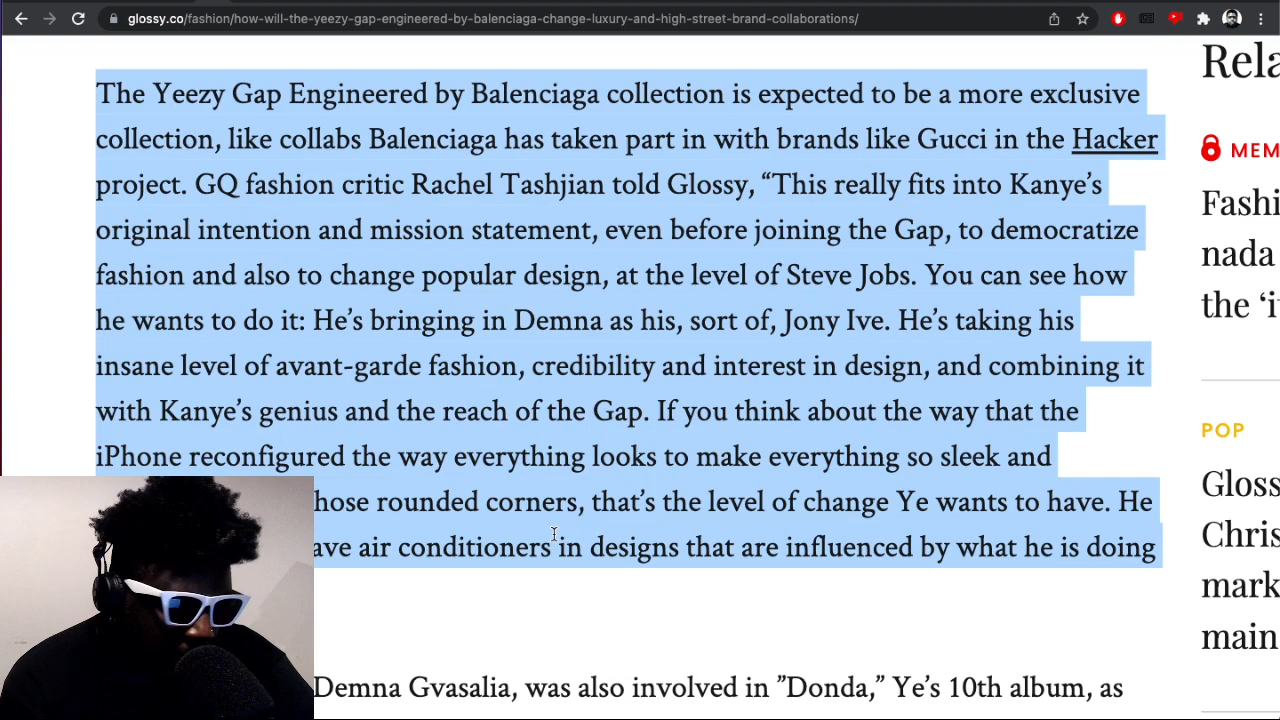 glossy.co/fashion/how-will-the-yeezy-gap-engineered-by-balenciaga-change-luxury-and-high-street-brand-collaborations/
The Yeezy Gap Engineered by Balenciaga collection is expected to be a more exclusive
collection, like collabs Balenciaga has taken part in with brands like Gucci in the Hacker
project. GQ fashion critic Rachel Tashjian told Glossy, “This really fits into Kanye’s
original intention and mission statement, even before joining the Gap, to democratize
fashion and also to change popular design, at the level of Steve Jobs. You can see how
he wants to do it: He’s bringing in Demna as his, sort of, Jony Ive. He’s taking his
insane level of avant-garde fashion, credibility and interest in design, and combining it
with Kanye’s genius and the reach of the Gap. If you think about the way that the
iPhone reconfigured the way everything looks to make everything so sleek and
hose rounded corners, that’s the level of change Ye wants to have. He
ave air conditioners in designs that are influenced by what he is doing
Demna Gvasalia, was also involved in ”Donda,” Ye’s 10th album, as
Rela
MEM
Fashi
nada
the ‘i
POP
Gloss
Chris
mark
main